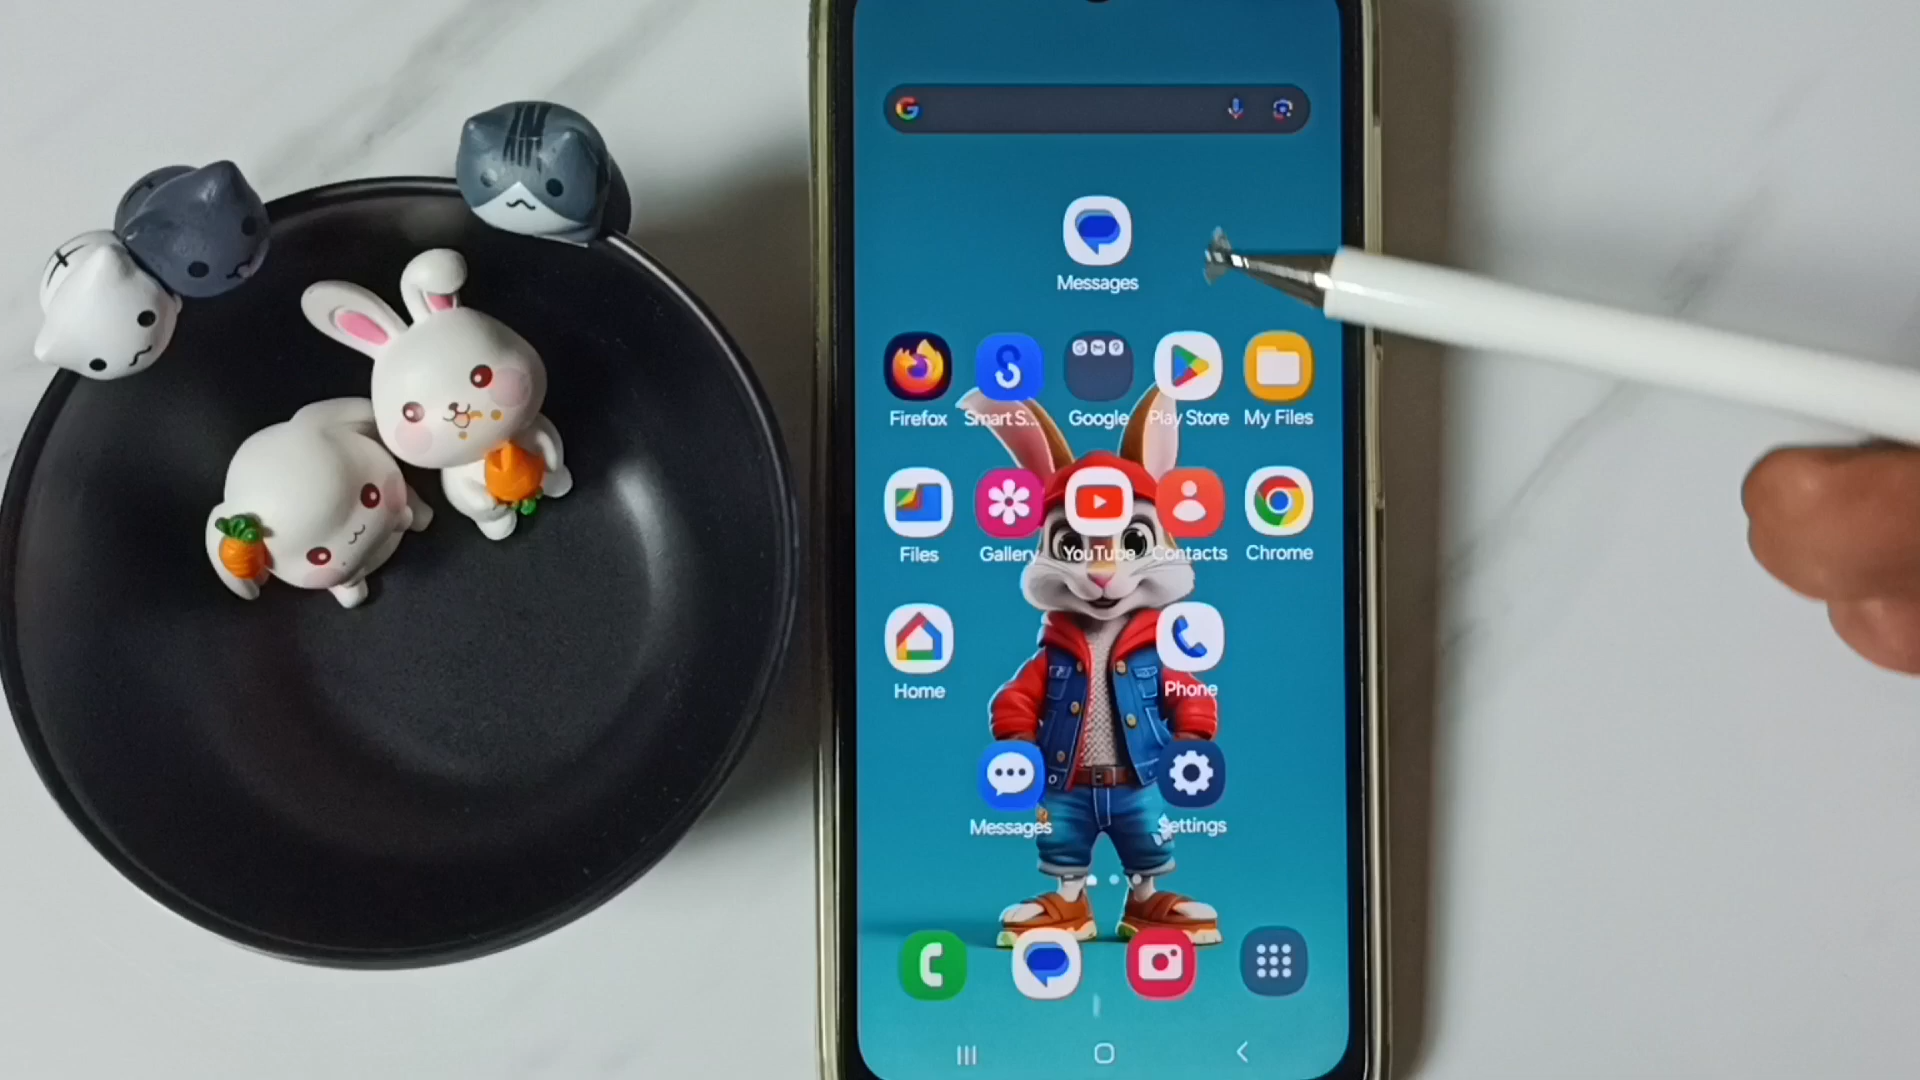 Messages
Firefox Smart S... Google Play Store My Files
Files Gallery YouTube Contacts Chrome
Home Phone
Messages Settings